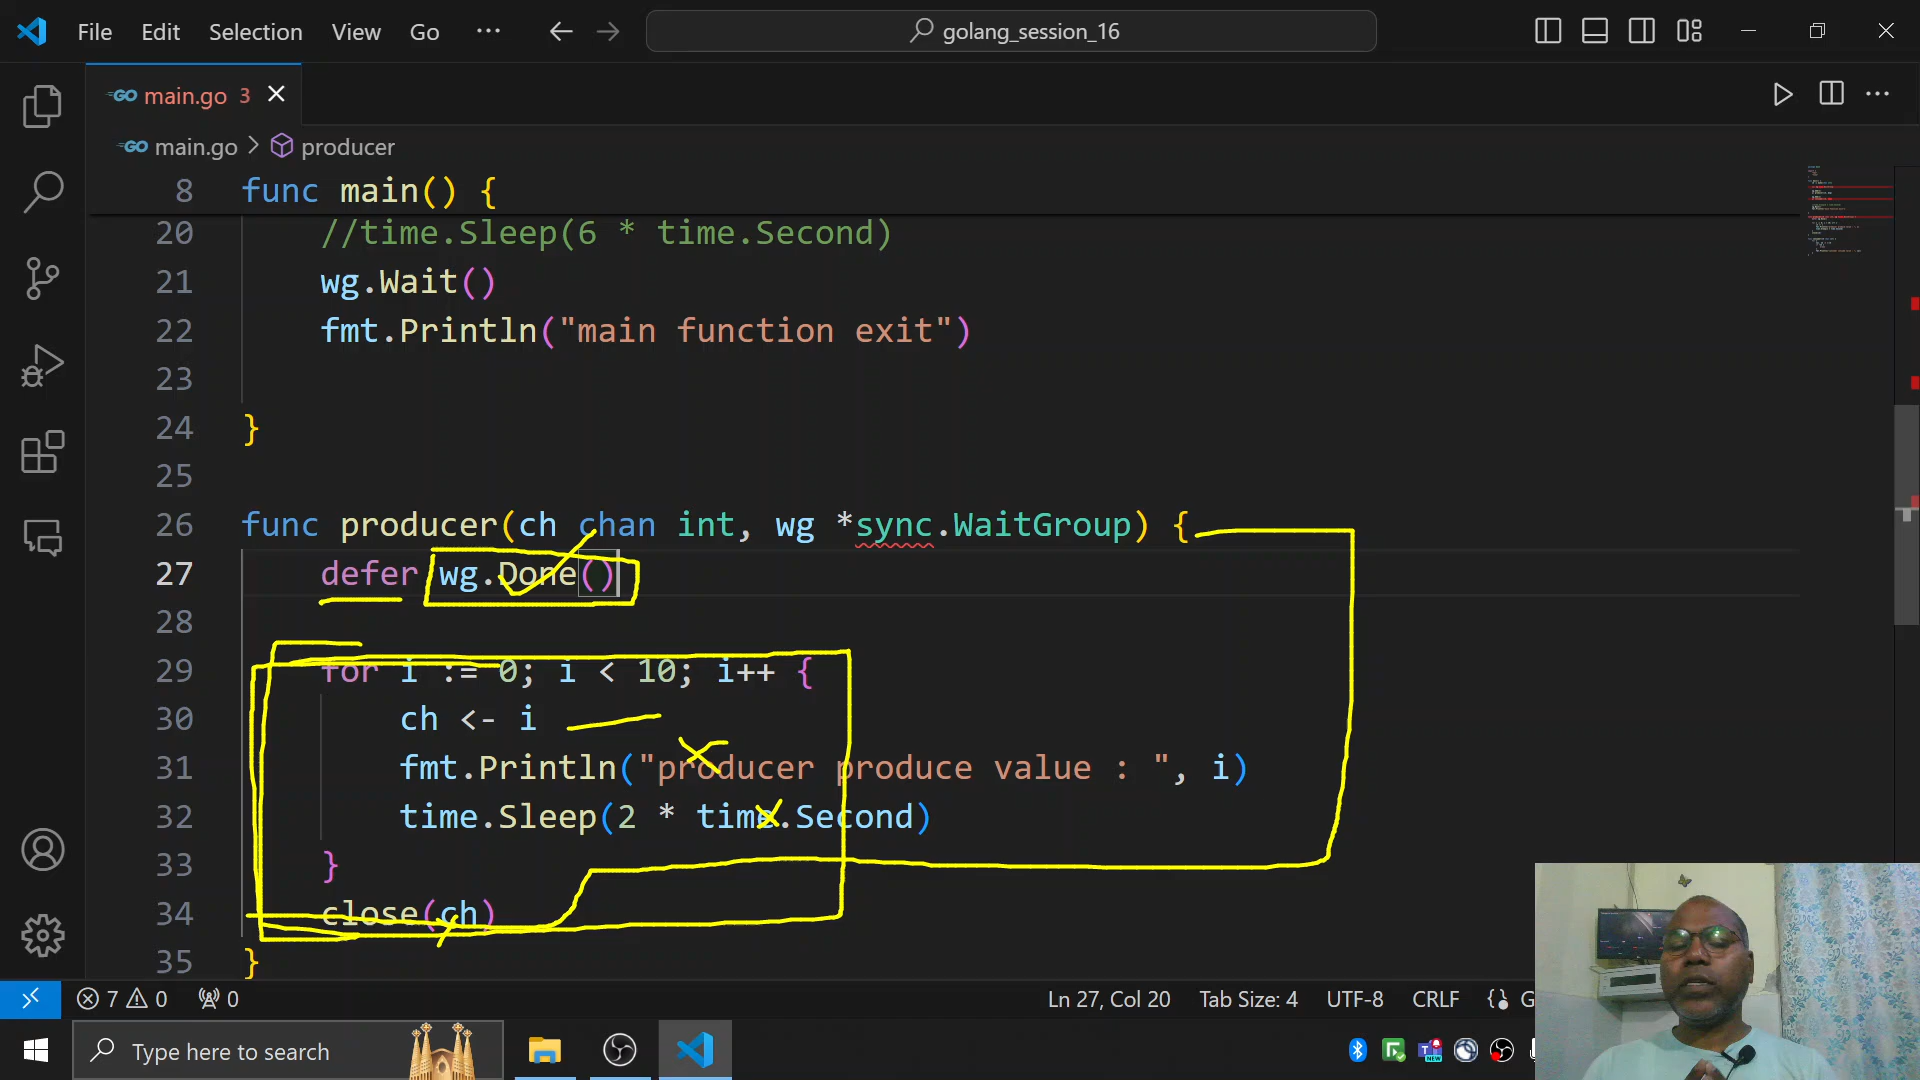 File Edit Selection View Go ··· golang_session_16
GO main.go 3
GO main.go > producer
8 func main() {
20 //time.Sleep(6 * time.Second)
21 wg.Wait()
22 fmt.Println("main function exit")
23
24 }
25
26 func producer(ch chan int, wg *sync.WaitGroup) {
27 defer wg.Done()
28
29 for i := 0; i < 10; i++ {
30 ch <- i
31 fmt.Println("producer produce value : ", i)
32 time.Sleep(2 * time.Second)
33 }
34 close(ch)
35 }
7 0 0 Ln 27, Col 20 Tab Size: 4 UTF-8 CRLF {} G
Type here to search